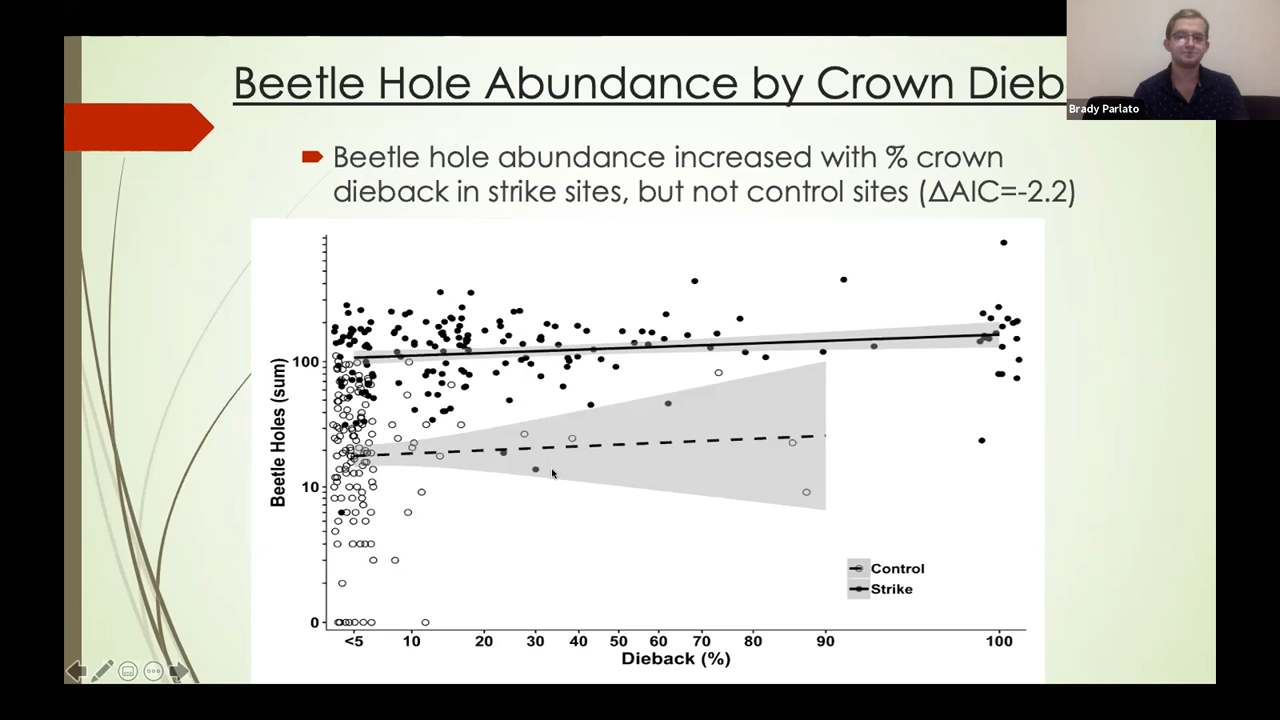 Beetle Hole Abundance by Crown Dieb
Brady Parlato
Beetle hole abundance increased with % crown
dieback in strike sites, but not control sites (ΔAIC=-2.2)
Beetle Holes (sum)
100
10
0
<5 10 20 30 40 50 60 70 80 90 100
Dieback (%)
Control
Strike